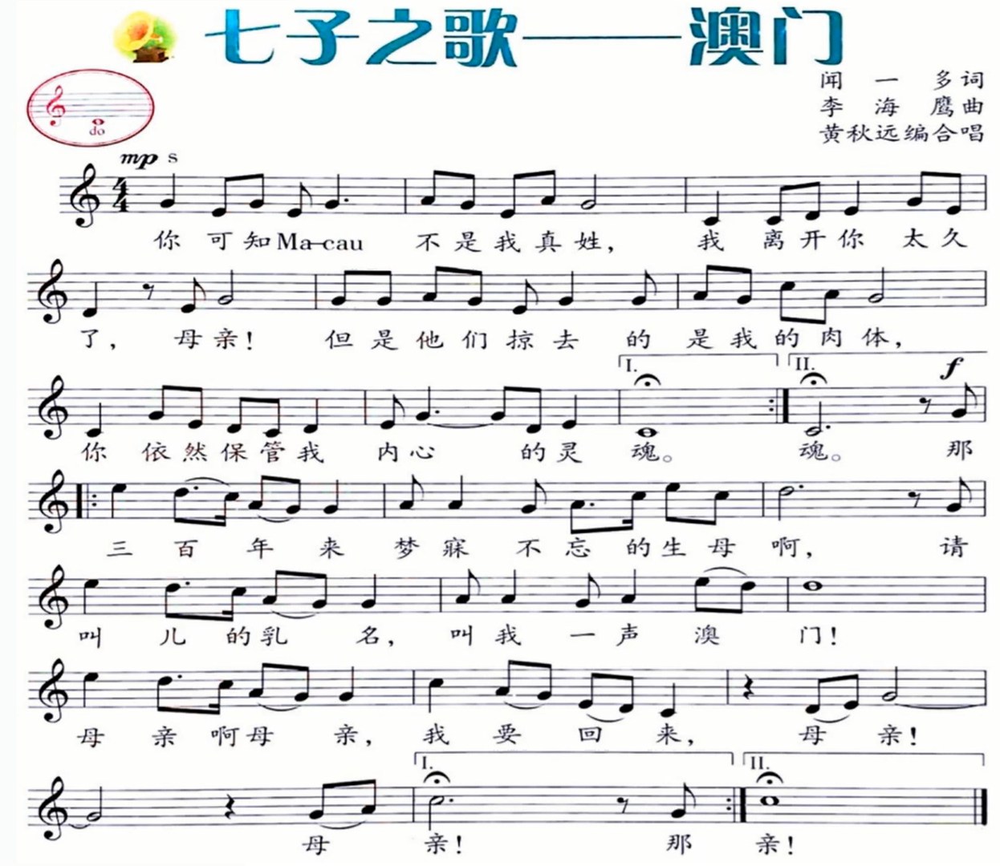 七子之歌——澳门
闻一多词
李海鹰曲
黄秋远编合唱
do
mp s
4 4
你 可 知 Ma-cau 不 是 我 真 姓， 我 离 开 你 太 久
了， 母 亲！ 但 是 他 们 掠 去 的 是 我 的 肉 体，
I. II. f
你 依 然 保 管 我 内 心 的 灵 魂。 魂。 那
三 百 年 来 梦 寐 不 忘 的 生 母 啊， 请
叫 儿 的 乳 名， 叫 我 一 声 澳 门！
母 亲 啊 母 亲， 我 要 回 来， 母 亲！
I. II.
母 亲！ 那 亲！